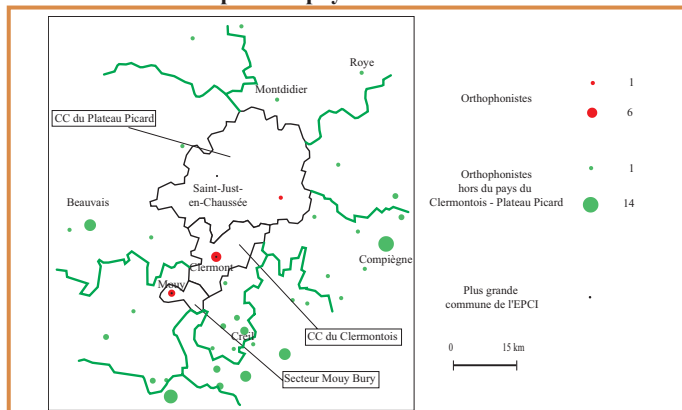 Roye
Montdidier
CC du Plateau Picard
Saint-Just-
en-Chaussée
Beauvais
Compiègne
Clermont
Mouy
CC du Clermontois
Creil
Secteur Mouy Bury
Orthophonistes
1
6
Orthophonistes
hors du pays du
Clermontois - Plateau Picard
1
14
Plus grande
commune de l'EPCI
0 15 km